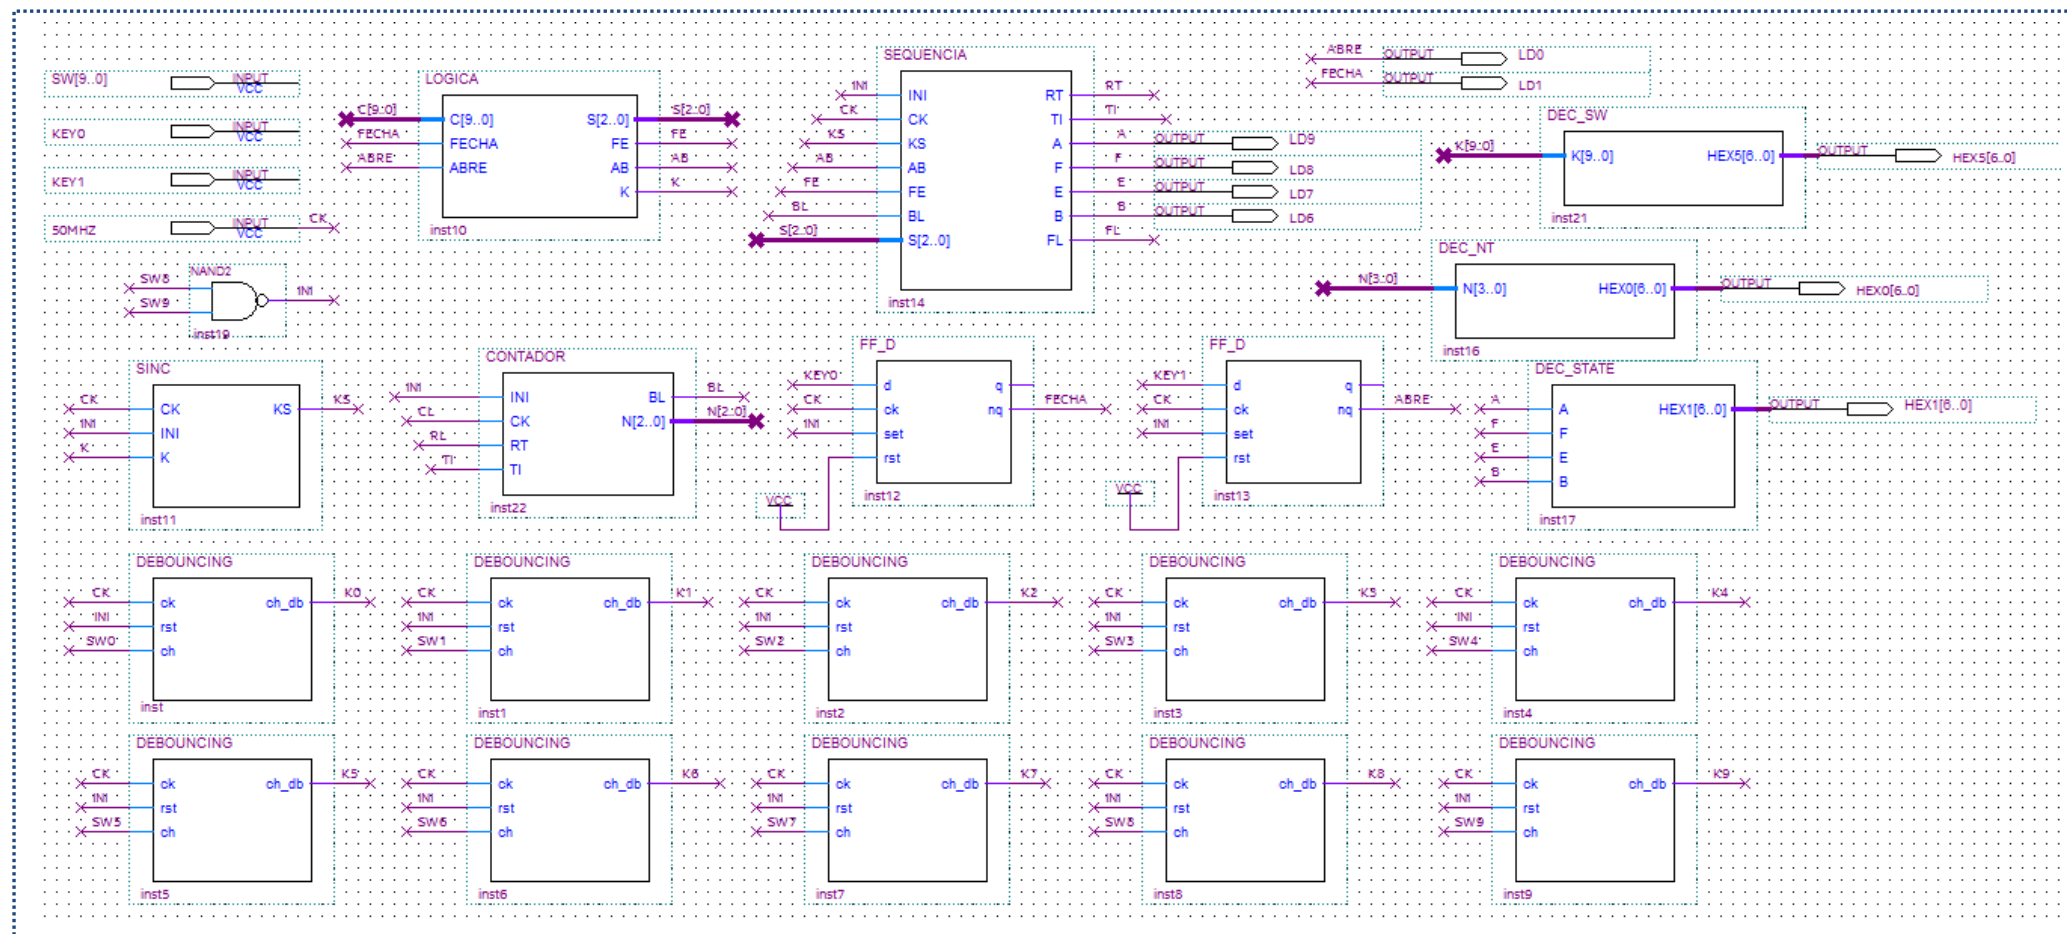 SW[9..0] INPUT VCC
KEY0 INPUT VCC
KEY1 INPUT VCC
50MHZ INPUT VCC CK
LOGICA
C[9..0] C[9..0] S[2..0] S[2..0]
FECHA FECHA FE FE
ABRE ABRE AB AB
K K
inst10
SEQUENCIA
INI INI RT RT
CK CK TI TI
KS KS A A OUTPUT LD9
AB AB F F OUTPUT LD8
FE FE E E OUTPUT LD7
BL BL B B OUTPUT LD6
S[2..0] S[2..0] FL FL
inst14
ABRE OUTPUT LD0
FECHA OUTPUT LD1
DEC_SW
K[9..0] K[9..0] HEX5[6..0] OUTPUT HEX5[6..0]
inst21
DEC_NT
N[3..0] N[3..0] HEX0[6..0] OUTPUT HEX0[6..0]
inst16
NAND2
SW8 INI
SW9
inst19
SINC
CK CK KS KS
INI INI
K K
inst11
CONTADOR
INI INI BL BL
CL CK N[2..0] N[2..0]
RL RT
TI TI
inst22
FF_D
KEY0 d q
CK ck nq FECHA
INI set
rst
VCC
inst12
FF_D
KEY1 d q
CK ck nq ABRE
INI set
rst
VCC
inst13
DEC_STATE
A A HEX1[6..0] OUTPUT HEX1[6..0]
F F
E E
B B
inst17
DEBOUNCING
CK ck ch_db K0
INI rst
SW0 ch
inst
DEBOUNCING
CK ck ch_db K1
INI rst
SW1 ch
inst1
DEBOUNCING
CK ck ch_db K2
INI rst
SW2 ch
inst2
DEBOUNCING
CK ck ch_db K3
INI rst
SW3 ch
inst3
DEBOUNCING
CK ck ch_db K4
INI rst
SW4 ch
inst4
DEBOUNCING
CK ck ch_db K5
INI rst
SW5 ch
inst5
DEBOUNCING
CK ck ch_db K6
INI rst
SW6 ch
inst6
DEBOUNCING
CK ck ch_db K7
INI rst
SW7 ch
inst7
DEBOUNCING
CK ck ch_db K8
INI rst
SW8 ch
inst8
DEBOUNCING
CK ck ch_db K9
INI rst
SW9 ch
inst9